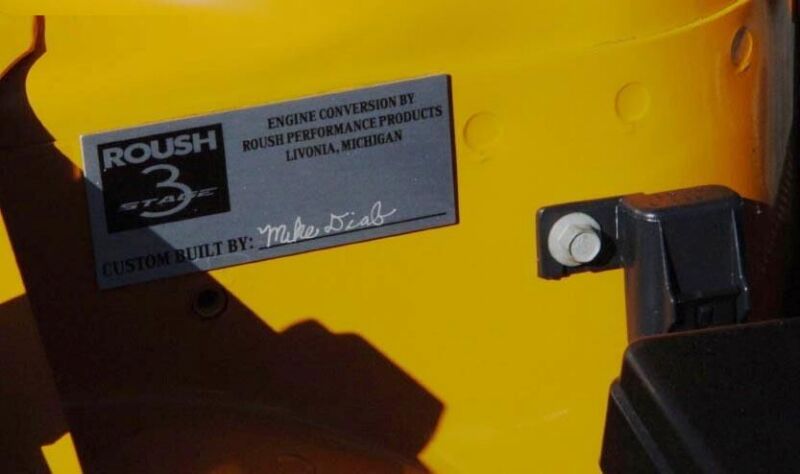 ROUSH
3
STAGE
ENGINE CONVERSION BY
ROUSH PERFORMANCE PRODUCTS
LIVONIA, MICHIGAN
CUSTOM BUILT BY: Mike Diab